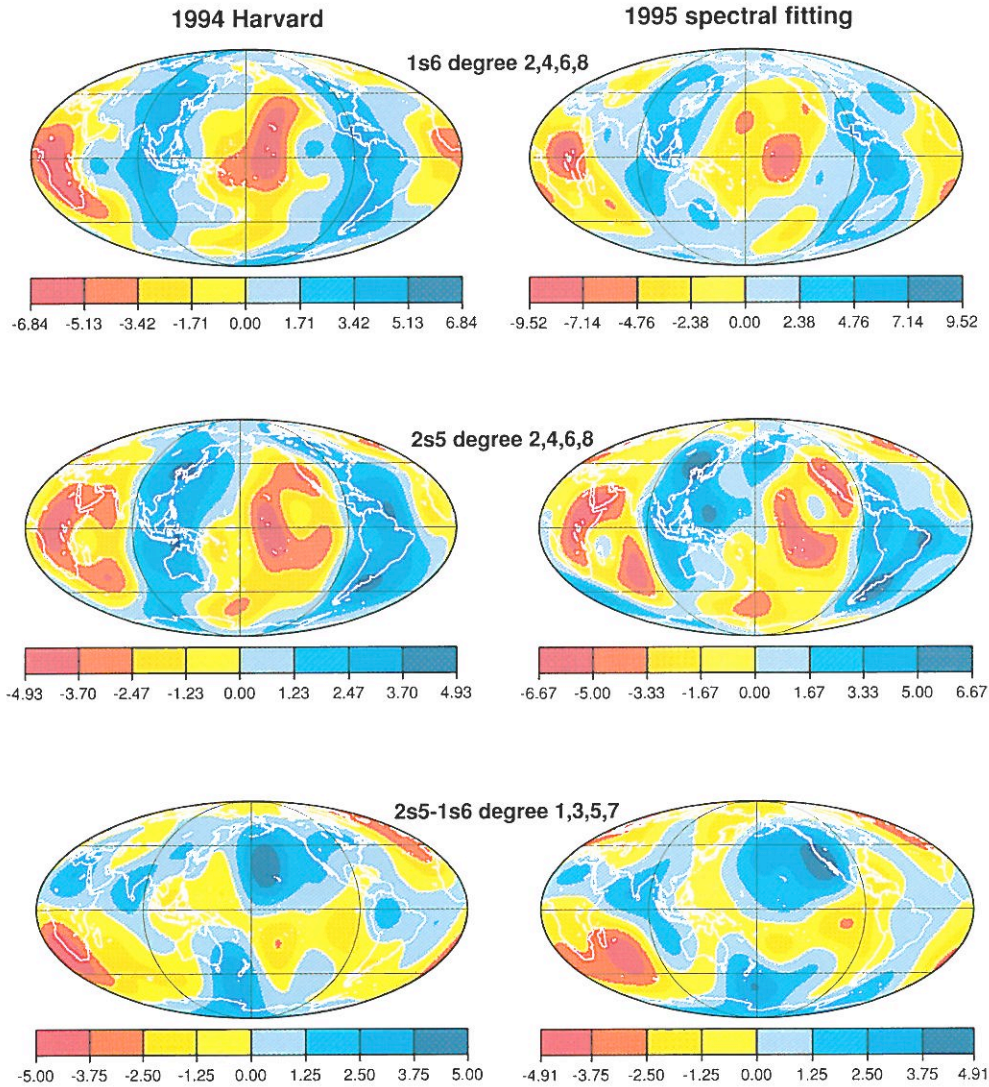 1994 Harvard 1995 spectral fitting
1s6 degree 2,4,6,8
-6.84 -5.13 -3.42 -1.71 0.00 1.71 3.42 5.13 6.84
-9.52 -7.14 -4.76 -2.38 0.00 2.38 4.76 7.14 9.52
2s5 degree 2,4,6,8
-4.93 -3.70 -2.47 -1.23 0.00 1.23 2.47 3.70 4.93
-6.67 -5.00 -3.33 -1.67 0.00 1.67 3.33 5.00 6.67
2s5-1s6 degree 1,3,5,7
-5.00 -3.75 -2.50 -1.25 0.00 1.25 2.50 3.75 5.00
-4.91 -3.75 -2.50 -1.25 0.00 1.25 2.50 3.75 4.91